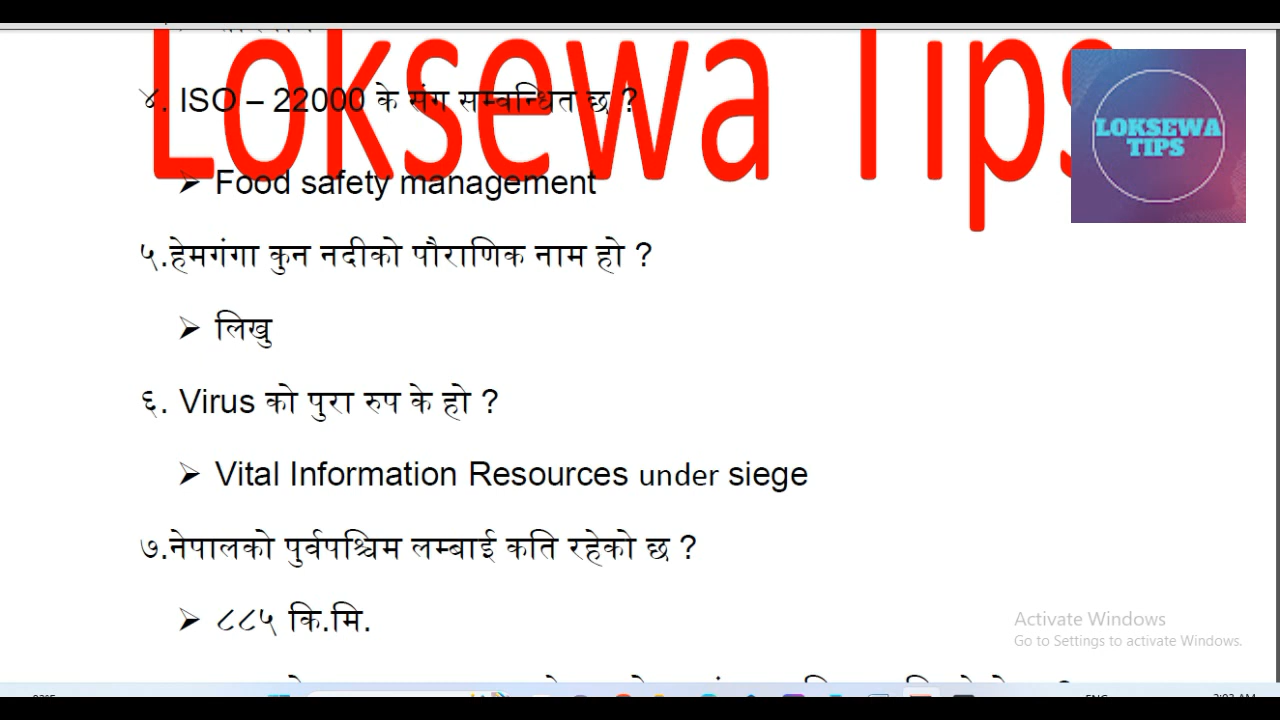 Loksewa Tips
LOKSEWA
TIPS
४. ISO – 22000 के संग सम्बन्धित छ ?
➢ Food safety management
५.हेमगंगा कुन नदीको पौराणिक नाम हो ?
➢ लिखु
६. Virus को पुरा रुप के हो ?
➢ Vital Information Resources under siege
७.नेपालको पुर्वपश्चिम लम्बाई कति रहेको छ ?
➢ ८८५ कि.मि.
Activate Windows
Go to Settings to activate Windows.